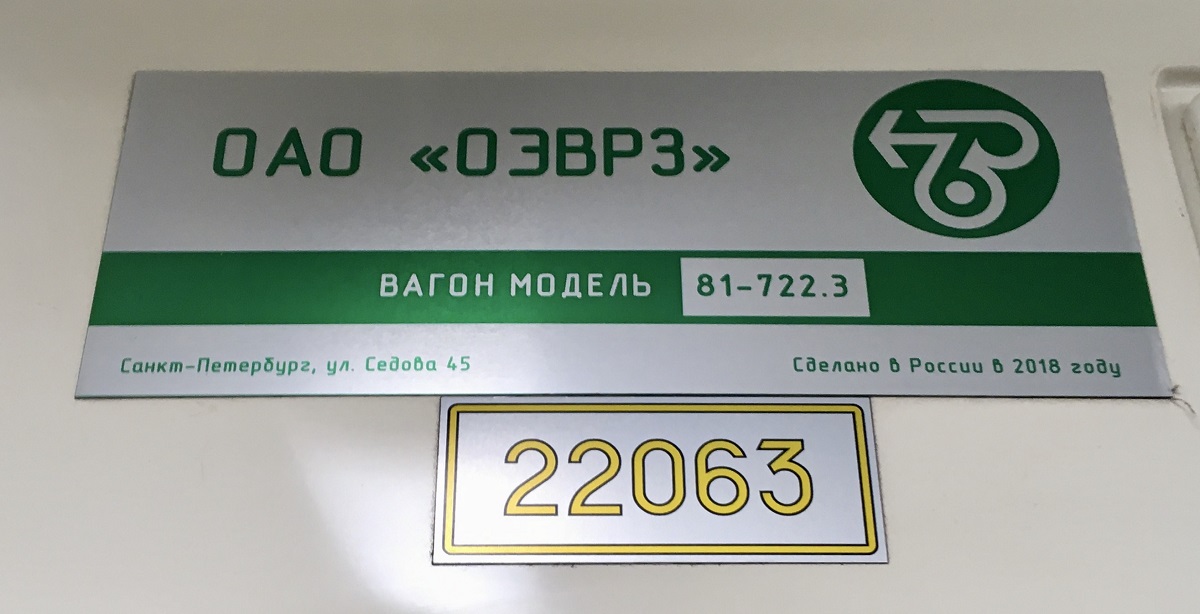 ОАО «ОЭВРЗ»
ВАГОН МОДЕЛЬ 81-722.3
Санкт-Петербург, ул. Седова 45 Сделано в России в 2018 году
22063